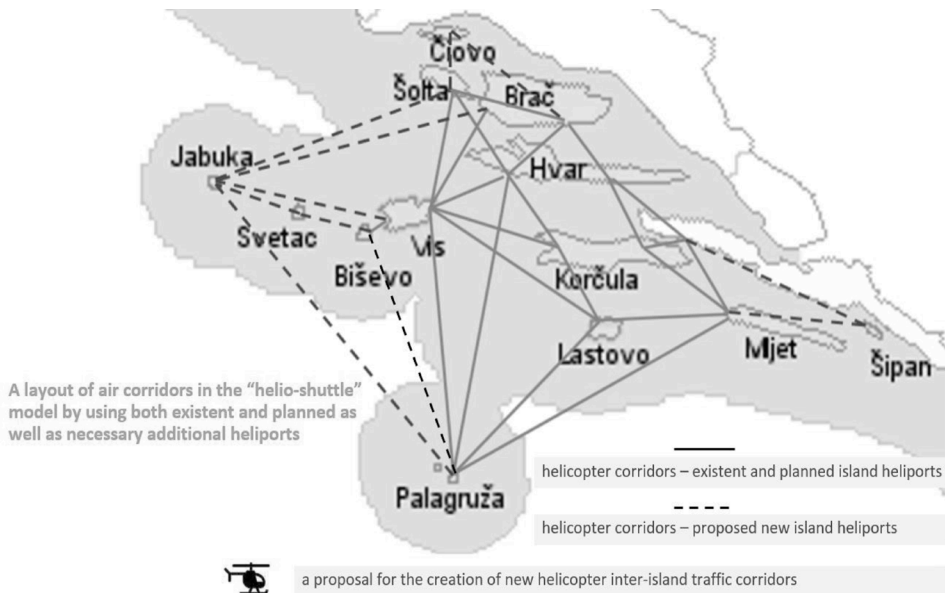 Čiovo
Šolta
Brač
Jabuka
Hvar
Svetac
Vis
Biševo
Korčula
Lastovo
Mljet
Šipan
A layout of air corridors in the “helio-shuttle”
model by using both existent and planned as
well as necessary additional heliports
Palagruža
helicopter corridors – existent and planned island heliports
helicopter corridors – proposed new island heliports
a proposal for the creation of new helicopter inter-island traffic corridors